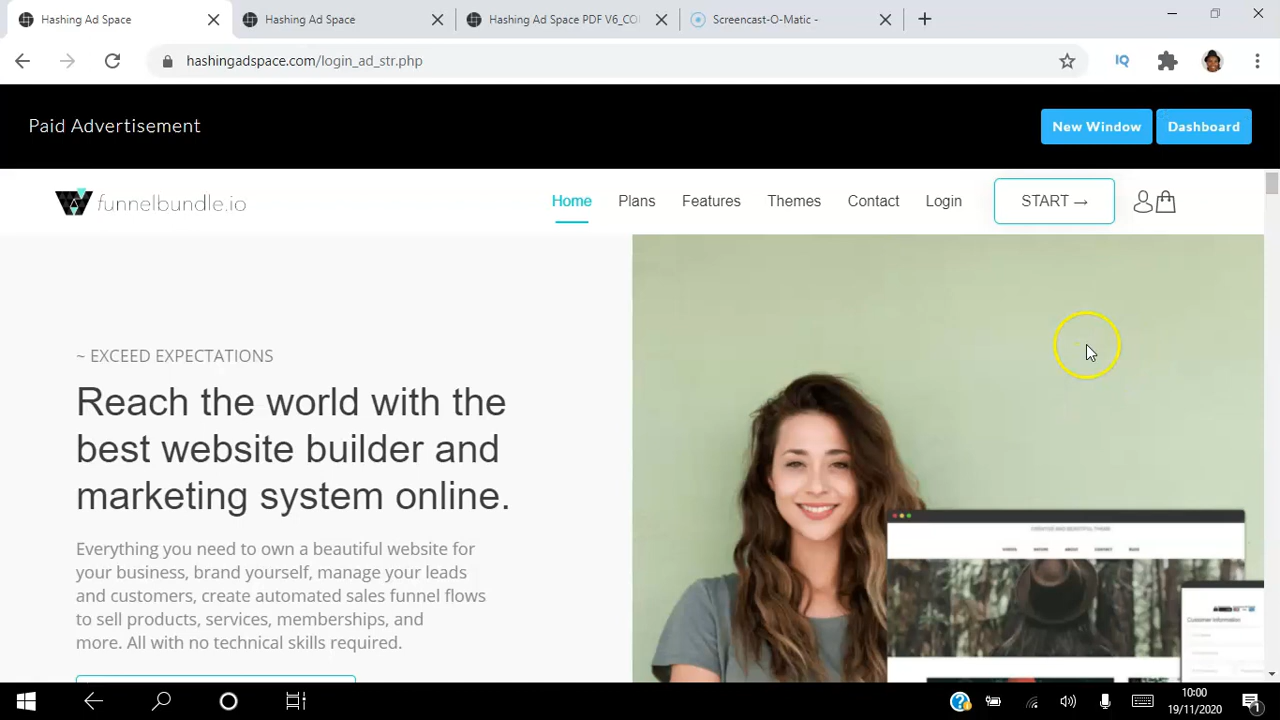 Hashing Ad Space
Hashing Ad Space
Hashing Ad Space PDF V6_CO
Screencast-O-Matic -
hashingadspace.com/login_ad_str.php
IQ
Paid Advertisement
New Window
Dashboard
funnelbundle.io
Home
Plans
Features
Themes
Contact
Login
START →
~ EXCEED EXPECTATIONS
Reach the world with the
best website builder and
marketing system online.
Everything you need to own a beautiful website for
your business, brand yourself, manage your leads
and customers, create automated sales funnel flows
to sell products, services, memberships, and
more. All with no technical skills required.
Customer Information
10:00
19/11/2020
1